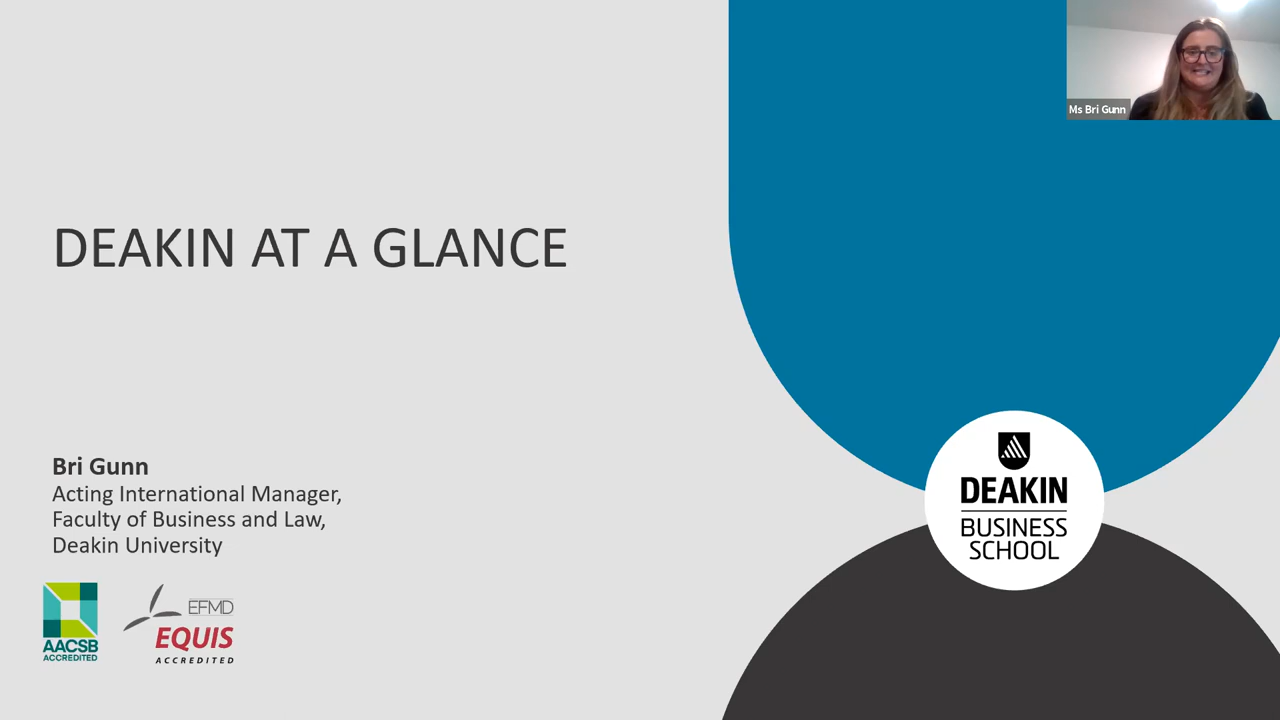 Ms Bri Gunn
DEAKIN AT A GLANCE
Bri Gunn
Acting International Manager,
Faculty of Business and Law,
Deakin University
AACSB
ACCREDITED
EFMD
EQUIS
ACCREDITED
DEAKIN
BUSINESS
SCHOOL